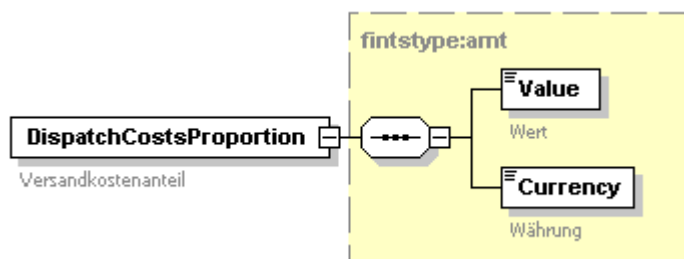 fintstype:amt
Value
Wert
DispatchCostsProportion
Versandkostenanteil
Currency
Währung